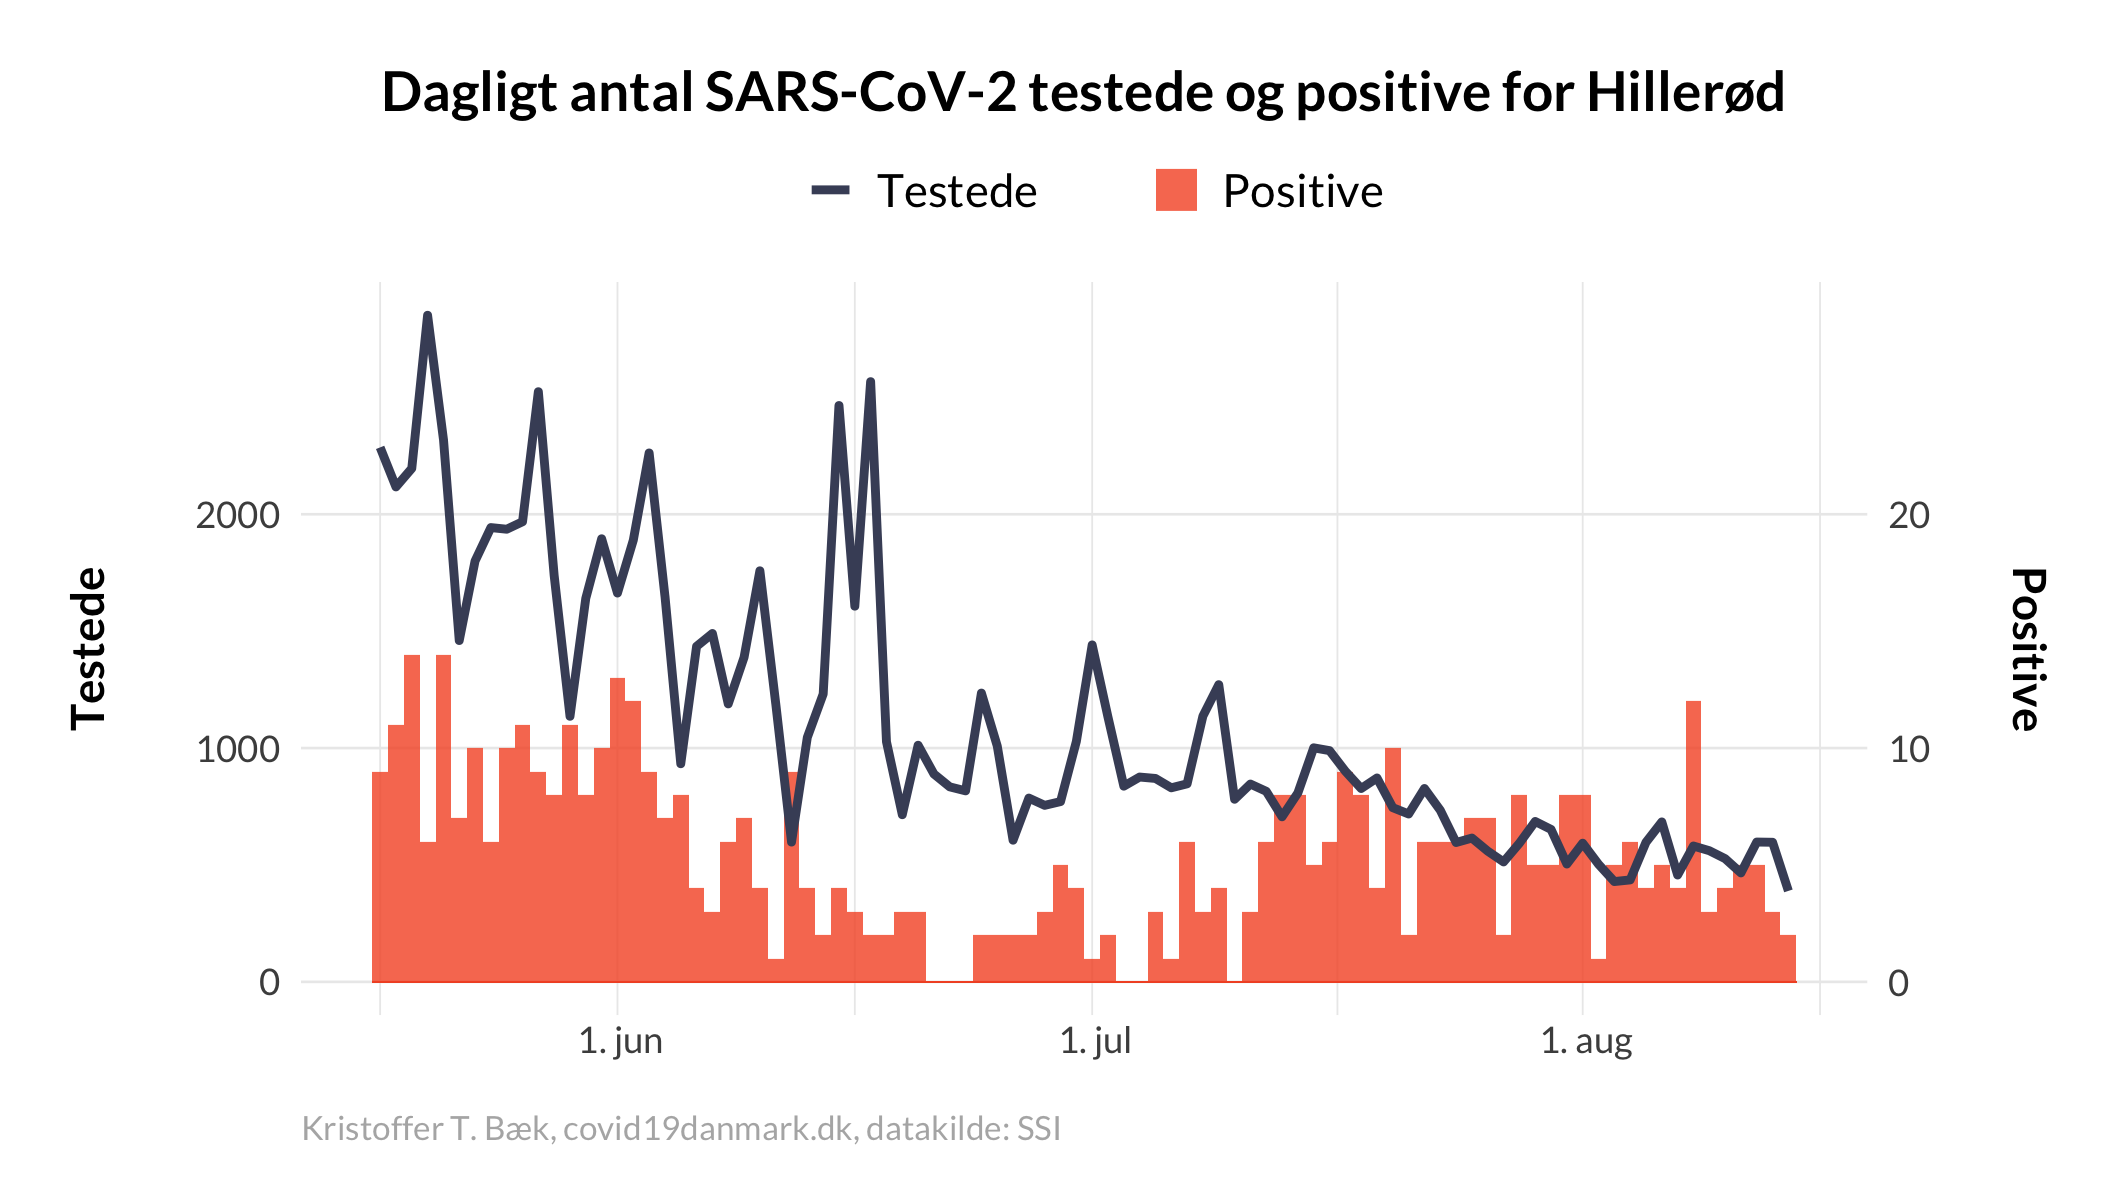 Dagligt antal SARS-CoV-2 testede og positive for Hillerød
Testede
Positive
Testede
2000
1000
0
20
10
0
Positive
1. jun
1. jul
1. aug
Kristoffer T. Bæk, covid19danmark.dk, datakilde: SSI